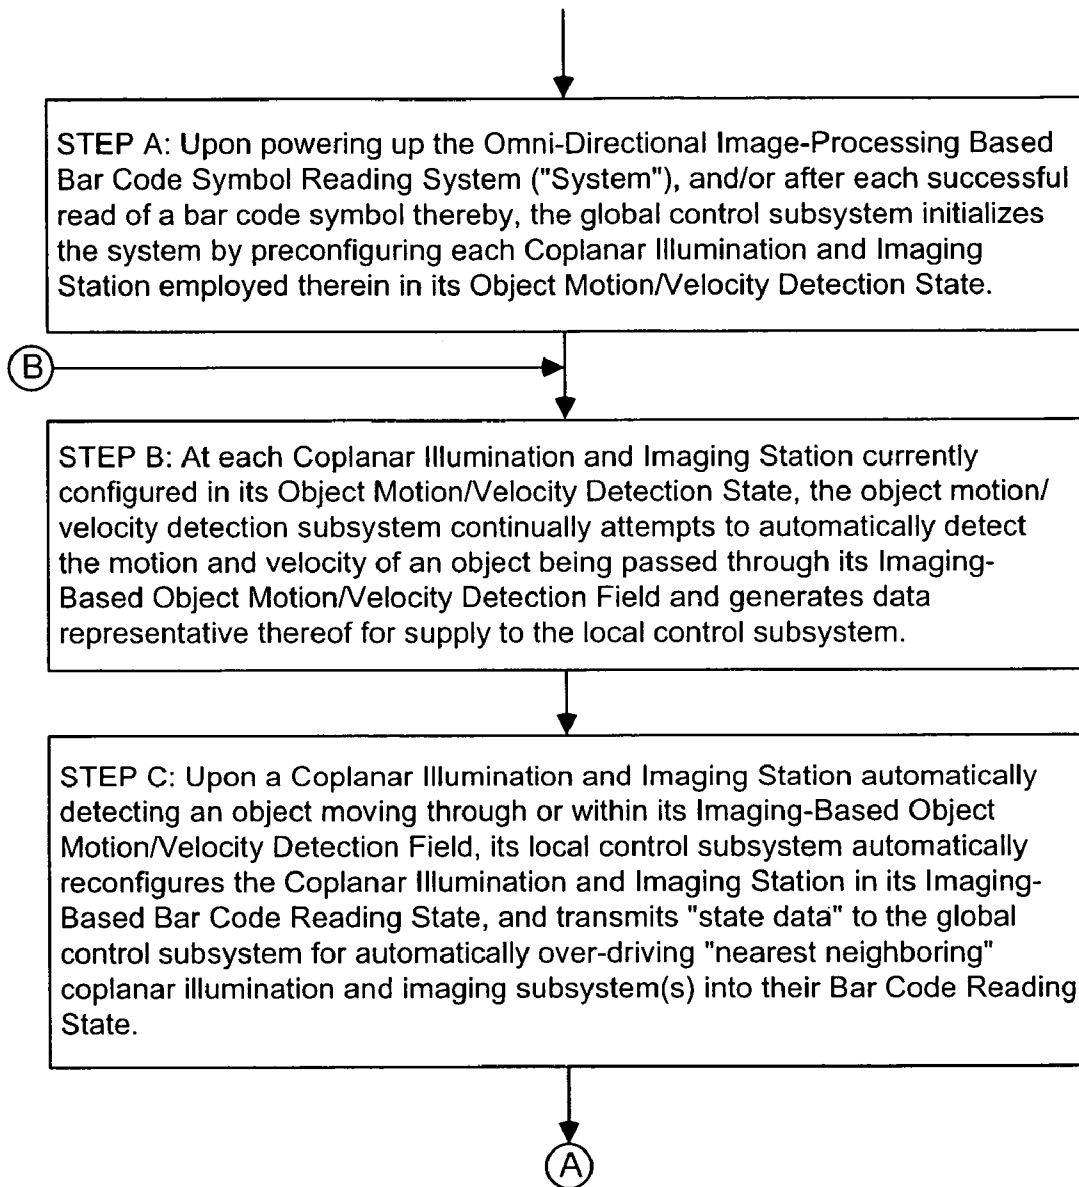 STEP A: Upon powering up the Omni-Directional Image-Processing Based
Bar Code Symbol Reading System ("System"), and/or after each successful
read of a bar code symbol thereby, the global control subsystem initializes
the system by preconfiguring each Coplanar Illumination and Imaging
Station employed therein in its Object Motion/Velocity Detection State.
B
STEP B: At each Coplanar Illumination and Imaging Station currently
configured in its Object Motion/Velocity Detection State, the object motion/
velocity detection subsystem continually attempts to automatically detect
the motion and velocity of an object being passed through its Imaging-
Based Object Motion/Velocity Detection Field and generates data
representative thereof for supply to the local control subsystem.
STEP C: Upon a Coplanar Illumination and Imaging Station automatically
detecting an object moving through or within its Imaging-Based Object
Motion/Velocity Detection Field, its local control subsystem automatically
reconfigures the Coplanar Illumination and Imaging Station in its Imaging-
Based Bar Code Reading State, and transmits "state data" to the global
control subsystem for automatically over-driving "nearest neighboring"
coplanar illumination and imaging subsystem(s) into their Bar Code Reading
State.
A